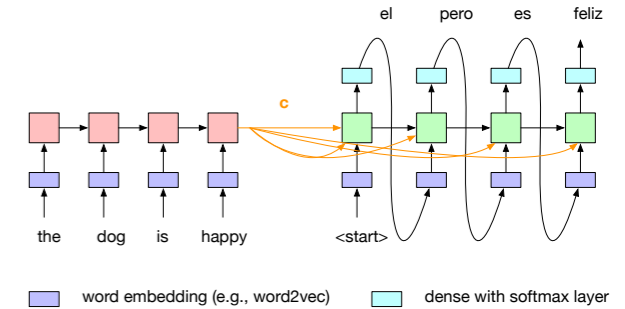 el pero es feliz
c
the dog is happy <start>
word embedding (e.g., word2vec) dense with softmax layer